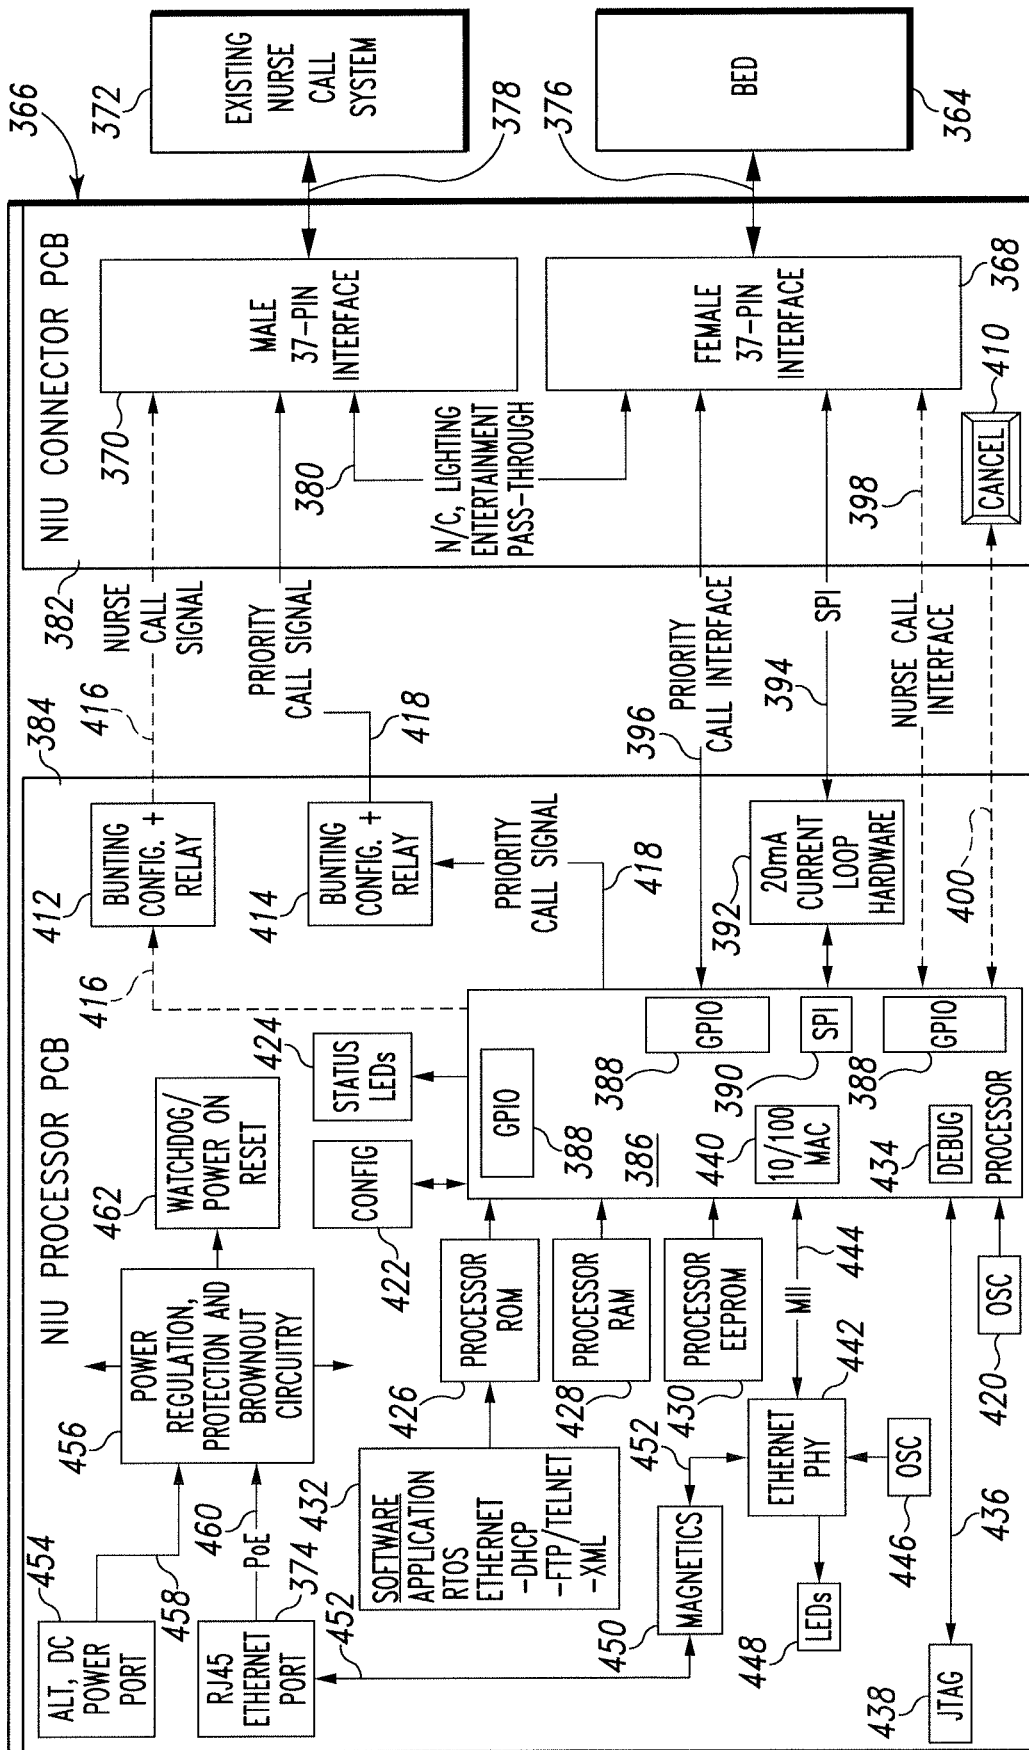 NIU PROCESSOR PCB
384
382
NIU CONNECTOR PCB
366
454
ALT, DC
POWER
PORT
458
456
POWER
REGULATION,
PROTECTION AND
BROWNOUT
CIRCUITRY
462
WATCHDOG/
POWER ON
RESET
416
412
BUNTING
CONFIG. +
RELAY
416
NURSE
CALL
SIGNAL
370
MALE
37-PIN
INTERFACE
372
EXISTING
NURSE
CALL
SYSTEM
378
RJ45
ETHERNET
PORT
374
PoE
460
452
422
CONFIG
424
STATUS
LEDs
414
BUNTING
CONFIG. +
RELAY
418
PRIORITY
CALL SIGNAL
380
N/C, LIGHTING
ENTERTAINMENT
PASS-THROUGH
432
SOFTWARE
APPLICATION
RTOS
ETHERNET
-DHCP
-FTP/TELNET
-XML
426
PROCESSOR
ROM
428
PROCESSOR
RAM
430
PROCESSOR
EEPROM
GPIO
388
386
PRIORITY
CALL SIGNAL
418
388
GPIO
396
PRIORITY
CALL INTERFACE
376
FEMALE
37-PIN
INTERFACE
368
BED
364
450
MAGNETICS
452
ETHERNET
PHY
442
MII
444
440
10/100
MAC
390
SPI
392
20mA
CURRENT
LOOP
HARDWARE
394
SPI
448
LEDs
446
OSC
434
DEBUG
388
GPIO
PROCESSOR
NURSE CALL
INTERFACE
398
438
JTAG
436
420
OSC
400
CANCEL
410